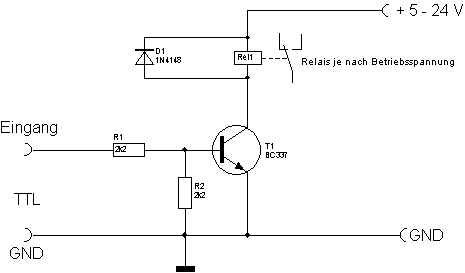 + 5 - 24 V
D1
1N4148
Rel1
Relais je nach Betriebsspannung
Eingang
R1
2k2
T1
BC337
R2
2k2
TTL
GND
GND